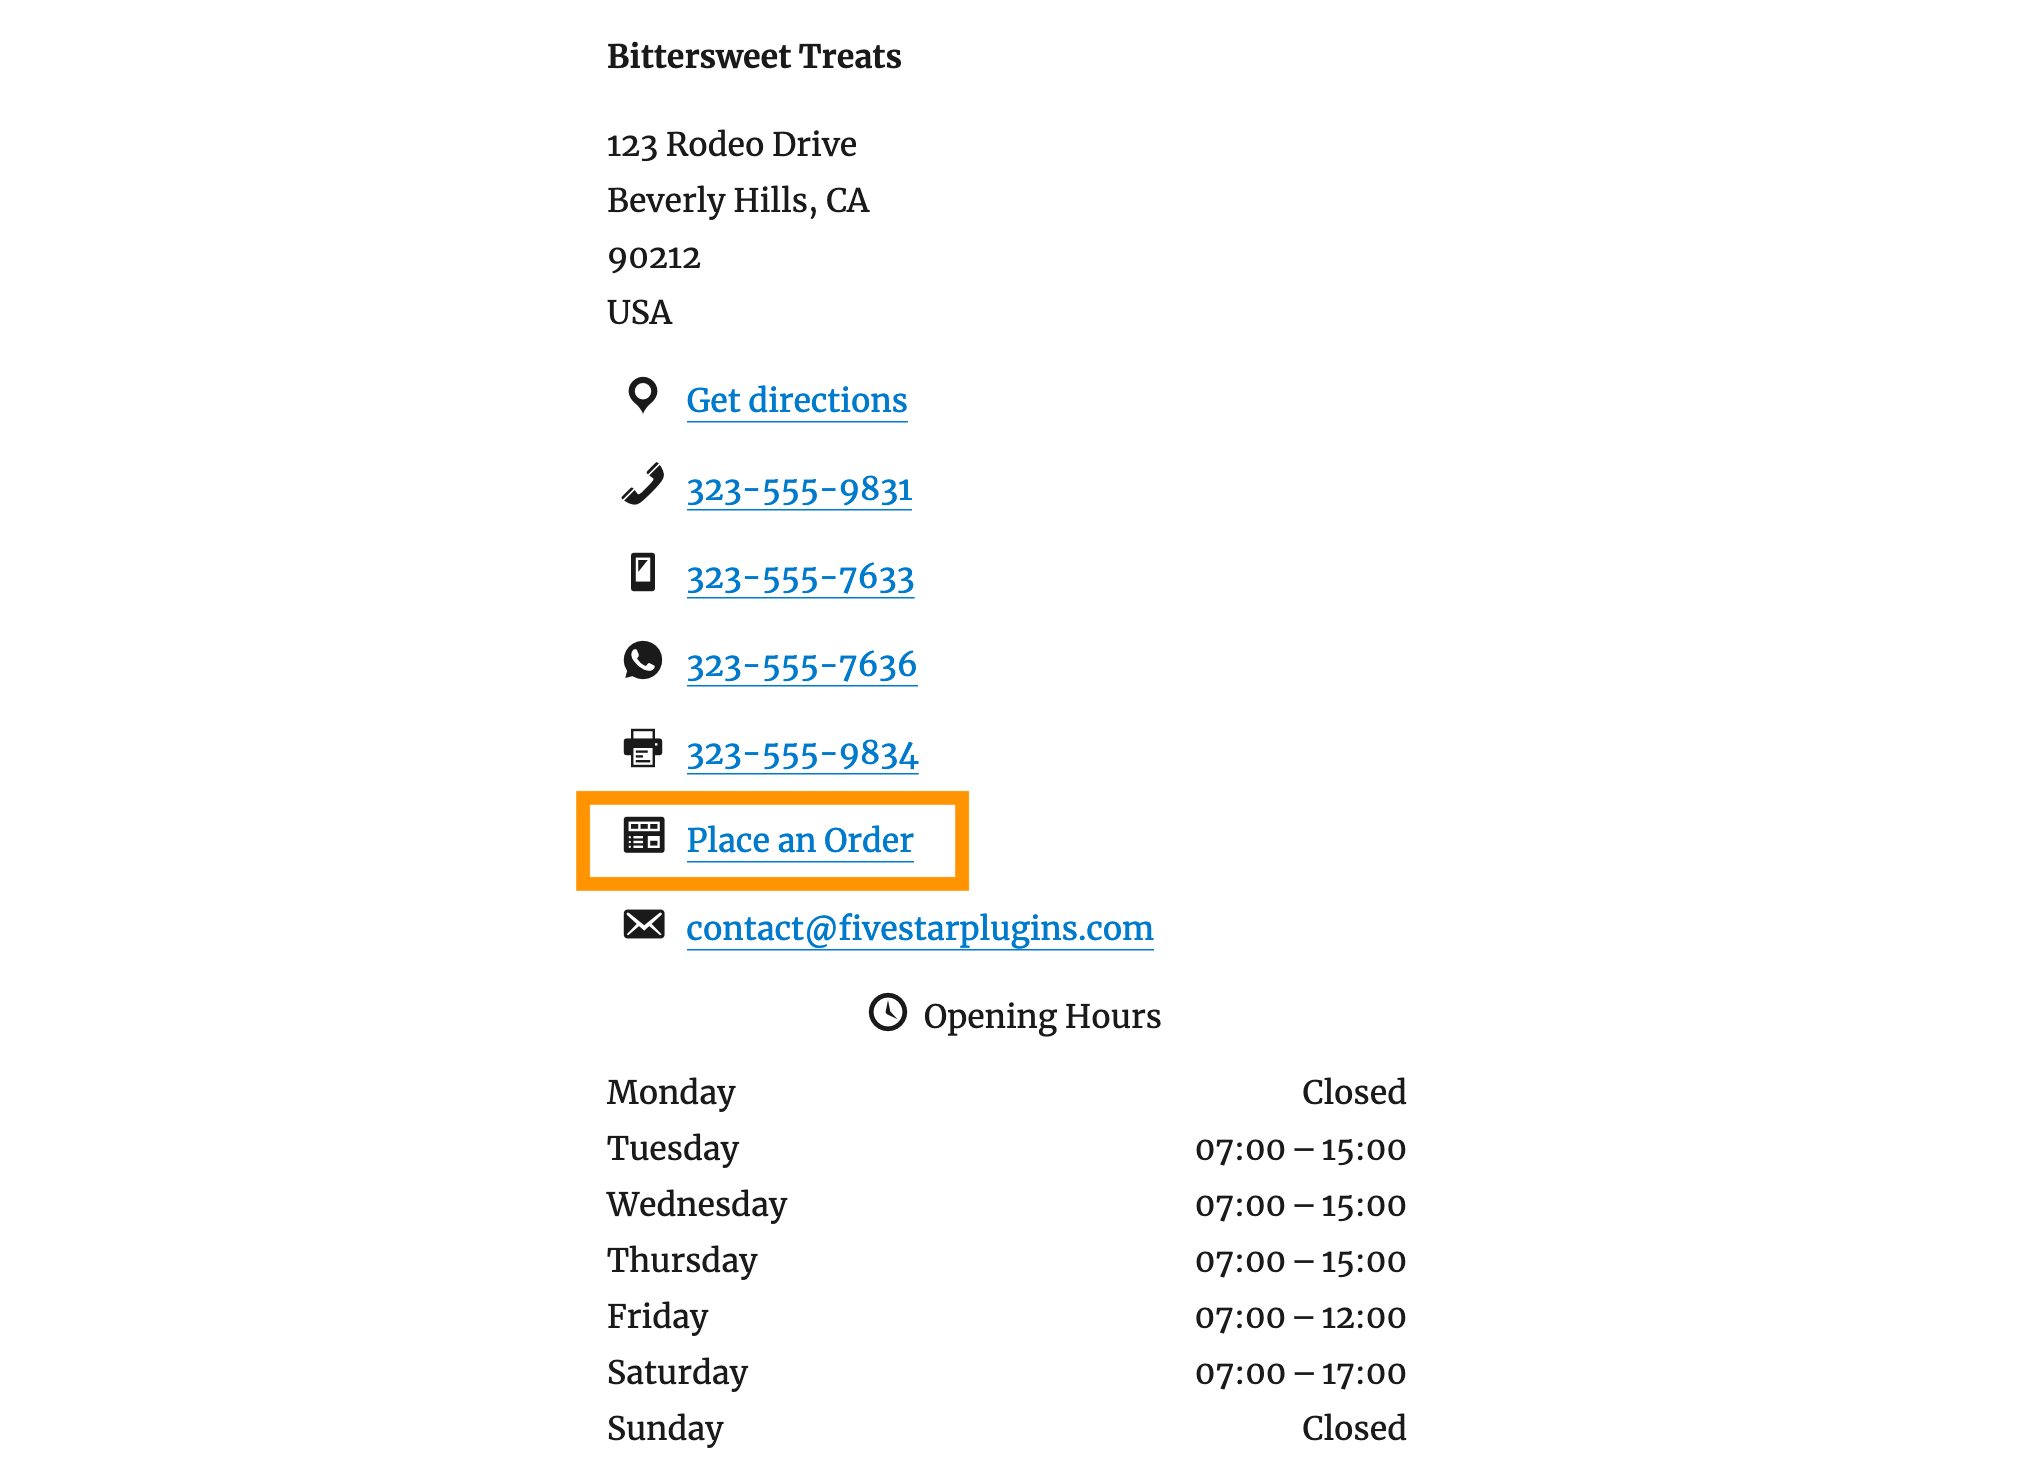 Bittersweet Treats
123 Rodeo Drive
Beverly Hills, CA
90212
USA
Get directions
323-555-9831
323-555-7633
323-555-7636
323-555-9834
Place an Order
contact@fivestarplugins.com
Opening Hours
Monday Closed
Tuesday 07:00 – 15:00
Wednesday 07:00 – 15:00
Thursday 07:00 – 15:00
Friday 07:00 – 12:00
Saturday 07:00 – 17:00
Sunday Closed